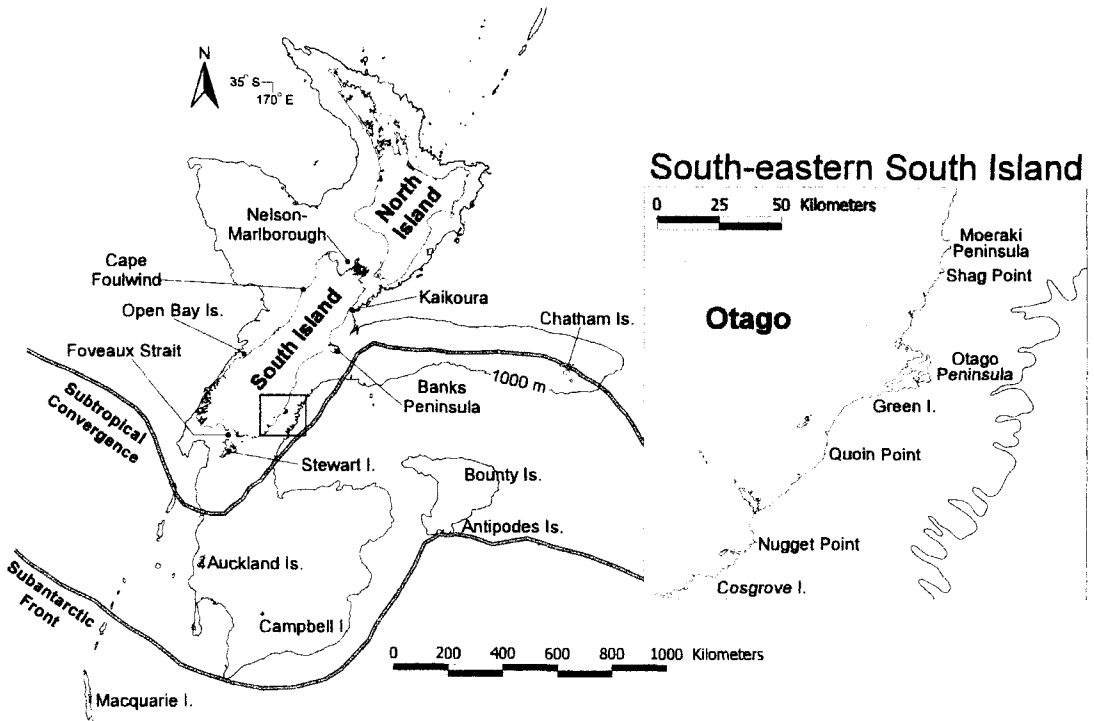 N
35° S
170° E
North
Island
Nelson-
Marlborough
Cape
Foulwind
Open Bay Is.
Foveaux Strait
South Island
Kaikoura
Chatham Is.
1000 m
Banks
Peninsula
Subtropical
Convergence
Stewart I.
Bounty Is.
Antipodes Is.
Auckland Is.
Subantarctic
Front
Campbell I.
Macquarie I.
0 200 400 600 800 1000 Kilometers
South-eastern South Island
0 25 50 Kilometers
Moeraki
Peninsula
Shag Point
Otago
Otago
Peninsula
Green I.
Quoin Point
Nugget Point
Cosgrove I.